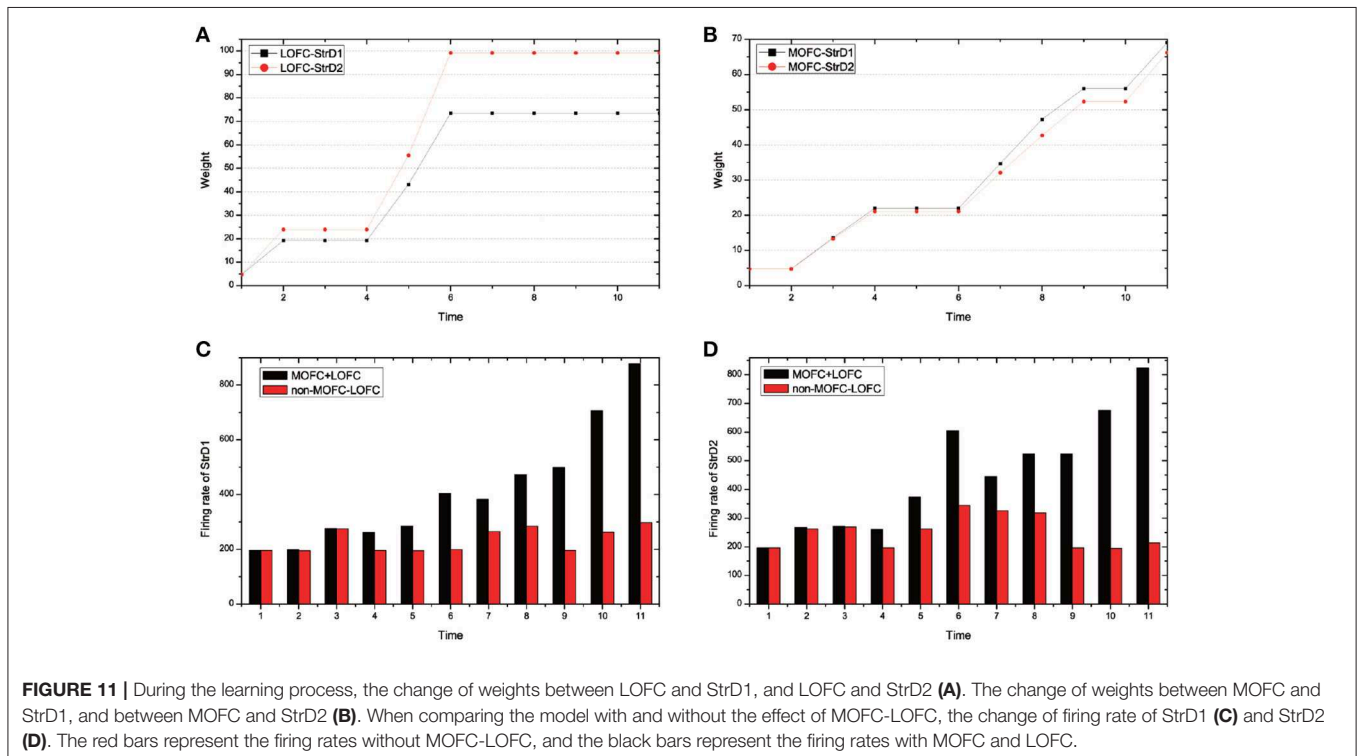 A
LOFC-StrD1
LOFC-StrD2
100
90
80
70
60
50
40
30
20
10
0
Weight
2 4 6 8 10
Time
B
MOFC-StrD1
MOFC-StrD2
70
60
50
40
30
20
10
0
Weight
2 4 6 8 10
Time
C
MOFC+LOFC
non-MOFC-LOFC
800
600
400
200
0
Firing rate of StrD1
1 2 3 4 5 6 7 8 9 10 11
Time
D
MOFC+LOFC
non-MOFC-LOFC
800
700
600
500
400
300
200
100
0
Firing rate of StrD2
1 2 3 4 5 6 7 8 9 10 11
Time
FIGURE 11 | During the learning process, the change of weights between LOFC and StrD1, and LOFC and StrD2 (A). The change of weights between MOFC and
StrD1, and between MOFC and StrD2 (B). When comparing the model with and without the effect of MOFC-LOFC, the change of firing rate of StrD1 (C) and StrD2
(D). The red bars represent the firing rates without MOFC-LOFC, and the black bars represent the firing rates with MOFC and LOFC.